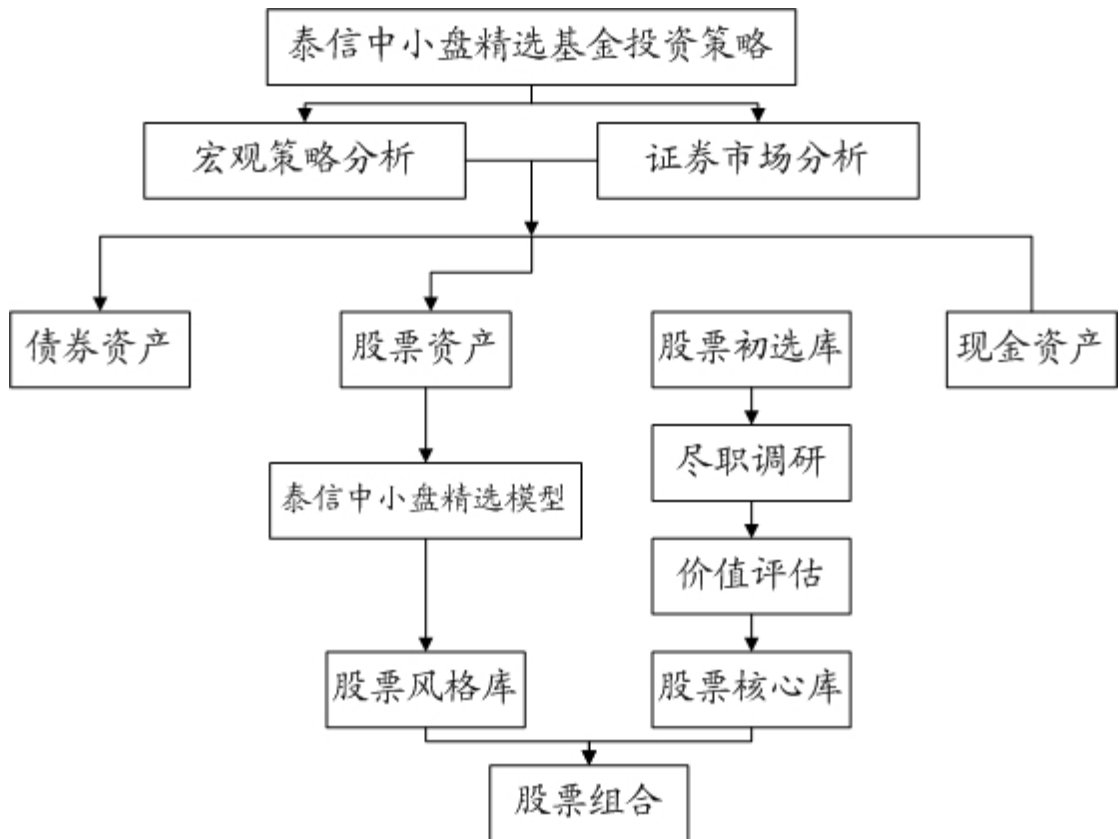 泰信中小盘精选基金投资策略
宏观策略分析
证券市场分析
债券资产
股票资产
股票初选库
现金资产
尽职调研
泰信中小盘精选模型
价值评估
股票风格库
股票核心库
股票组合